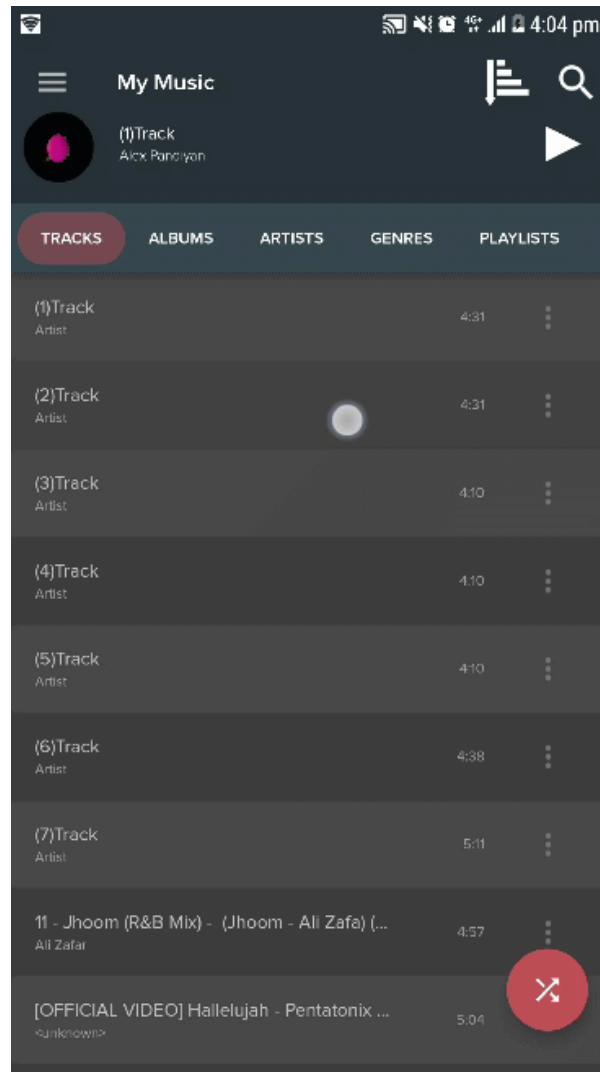 4G+ 4:04 pm
My Music
(1)Track
Alex Pandiyan
TRACKS ALBUMS ARTISTS GENRES PLAYLISTS
(1)Track
Artist
4:31
(2)Track
Artist
4:31
(3)Track
Artist
4:10
(4)Track
Artist
4:10
(5)Track
Artist
4:10
(6)Track
Artist
4:38
(7)Track
Artist
5:11
11 - Jhoom (R&B Mix) - (Jhoom - Ali Zafa) (...
Ali Zafar
4:57
[OFFICIAL VIDEO] Hallelujah - Pentatonix ...
<unknown>
5:04